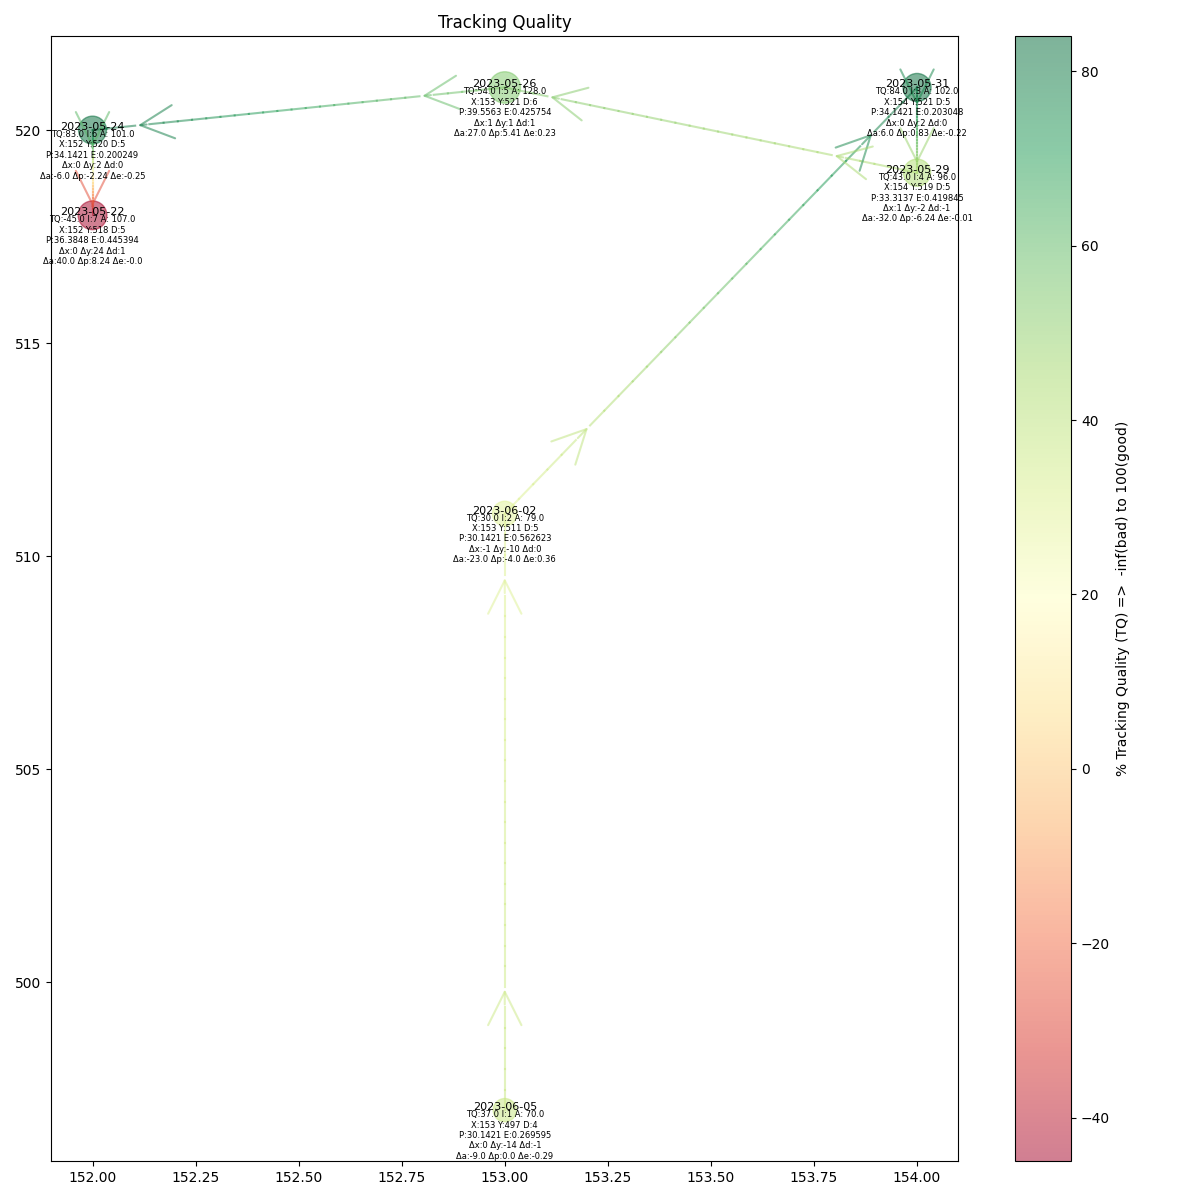 Tracking Quality
2023-05-26
TQ:54.0 I:5 A: 128.0
X:153 Y:521 D:6
P:39.5563 E:0.425754
Δx:1 Δy:1 Δd:1
Δa:27.0 Δp:5.41 Δe:0.23
2023-05-31
TQ:84.0 I:3 A: 102.0
X:154 Y:521 D:5
P:34.1421 E:0.203048
Δx:0 Δy:2 Δd:0
Δa:6.0 Δp:0.83 Δe:-0.22
2023-05-24
TQ:83.0 I:6 A: 101.0
X:152 Y:520 D:5
P:34.1421 E:0.200249
Δx:0 Δy:2 Δd:0
Δa:-6.0 Δp:-2.24 Δe:-0.25
2023-05-29
TQ:43.0 I:4 A: 96.0
X:154 Y:519 D:5
P:33.3137 E:0.419845
Δx:1 Δy:-2 Δd:-1
Δa:-32.0 Δp:-6.24 Δe:-0.01
2023-05-22
TQ:-45.0 I:7 A: 107.0
X:152 Y:518 D:5
P:36.3848 E:0.445394
Δx:0 Δy:24 Δd:1
Δa:40.0 Δp:8.24 Δe:-0.0
2023-06-02
TQ:30.0 I:2 A: 79.0
X:153 Y:511 D:5
P:30.1421 E:0.562623
Δx:-1 Δy:-10 Δd:0
Δa:-23.0 Δp:-4.0 Δe:0.36
2023-06-05
TQ:37.0 I:1 A: 70.0
X:153 Y:497 D:4
P:30.1421 E:0.269595
Δx:0 Δy:-14 Δd:-1
Δa:-9.0 Δp:0.0 Δe:-0.29
520
515
510
505
500
152.00 152.25 152.50 152.75 153.00 153.25 153.50 153.75 154.00
80
60
40
20
0
−20
−40
% Tracking Quality (TQ) => -inf(bad) to 100(good)